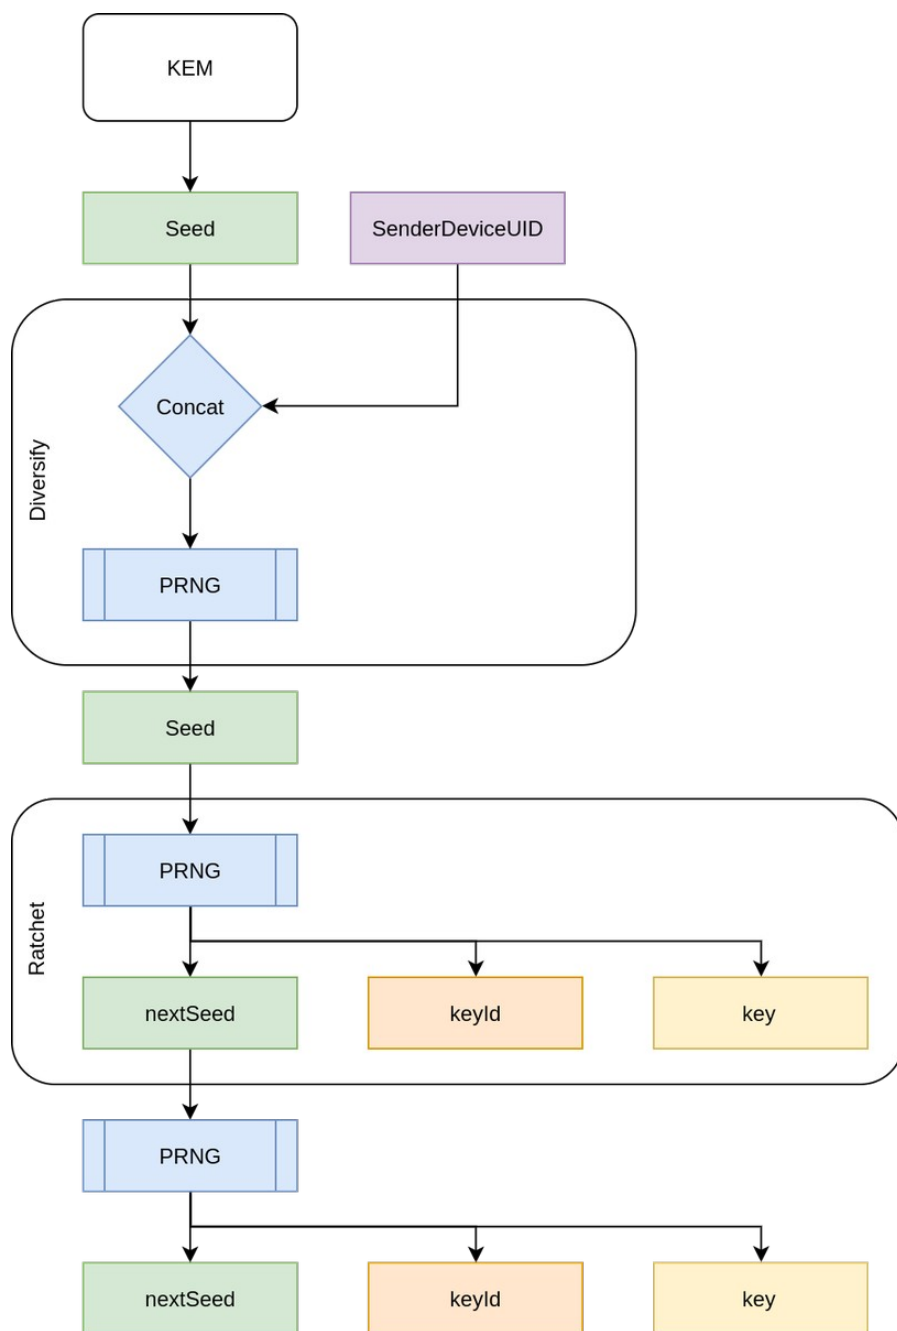 KEM
Seed
SenderDeviceUID
Concat
Diversify
PRNG
Seed
PRNG
Ratchet
nextSeed
keyId
key
PRNG
nextSeed
keyId
key